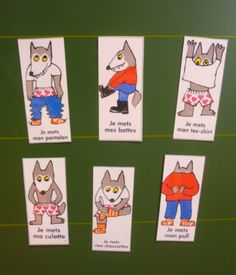 Je mets
mon pantalon
Je mets
mes bottes
Je mets
mon tee-shirt
Je mets
ma culotte
Je mets
mes chaussettes
Je mets
mon pull